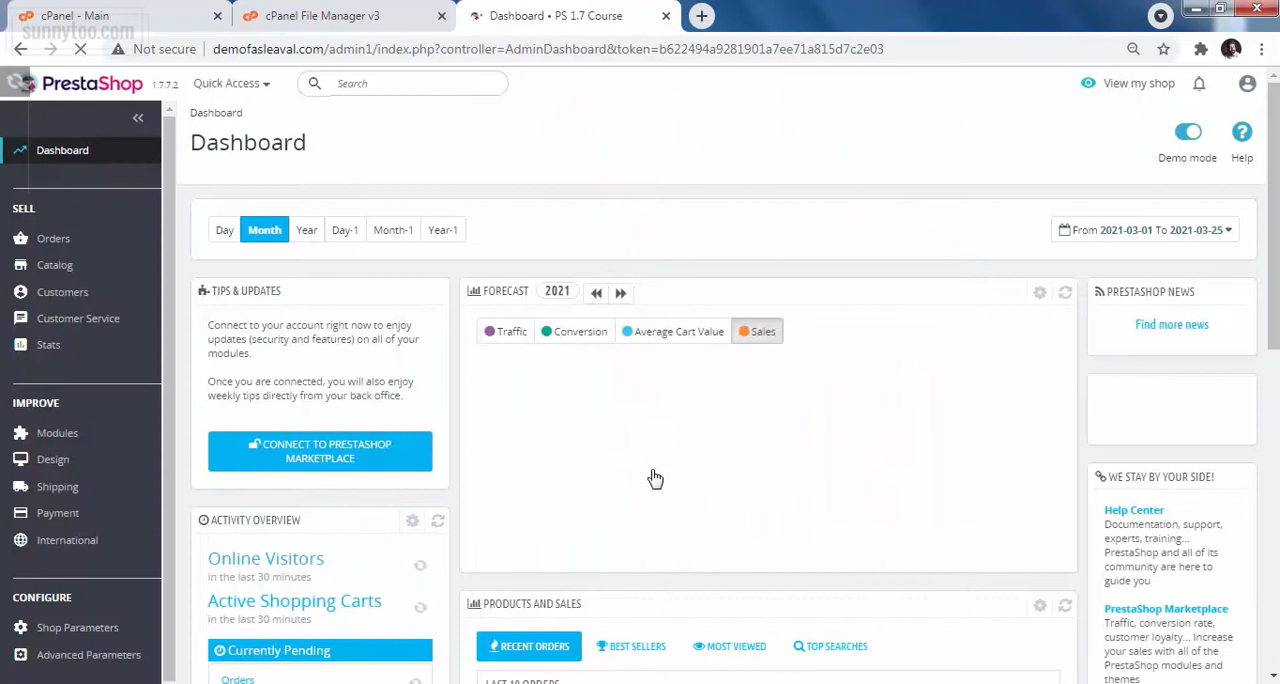 cPanel - Main
cPanel File Manager v3
Dashboard • PS 1.7 Course
sunnytoo.com
Not secure
demofasleaval.com/admin1/index.php?controller=AdminDashboard&token=b622494a9281901a7ee71a815d7c2e03
PrestaShop 1.7.7.2
Quick Access
Search
View my shop
Dashboard
Dashboard
Demo mode
Help
Dashboard
SELL
Orders
Catalog
Customers
Customer Service
Stats
IMPROVE
Modules
Design
Shipping
Payment
International
CONFIGURE
Shop Parameters
Advanced Parameters
Day Month Year Day-1 Month-1 Year-1
From 2021-03-01 To 2021-03-25
TIPS & UPDATES
Connect to your account right now to enjoy
updates (security and features) on all of your
modules.
Once you are connected, you will also enjoy
weekly tips directly from your back office.
CONNECT TO PRESTASHOP
MARKETPLACE
ACTIVITY OVERVIEW
Online Visitors
in the last 30 minutes
Active Shopping Carts
in the last 30 minutes
Currently Pending
Orders
FORECAST 2021
Traffic Conversion Average Cart Value Sales
PRODUCTS AND SALES
RECENT ORDERS BEST SELLERS MOST VIEWED TOP SEARCHES
LAST 10 ORDERS
PRESTASHOP NEWS
Find more news
WE STAY BY YOUR SIDE!
Help Center
Documentation, support,
experts, training...
PrestaShop and all of its
community are here to
guide you
PrestaShop Marketplace
Traffic, conversion rate,
customer loyalty... Increase
your sales with all of the
PrestaShop modules and
themes